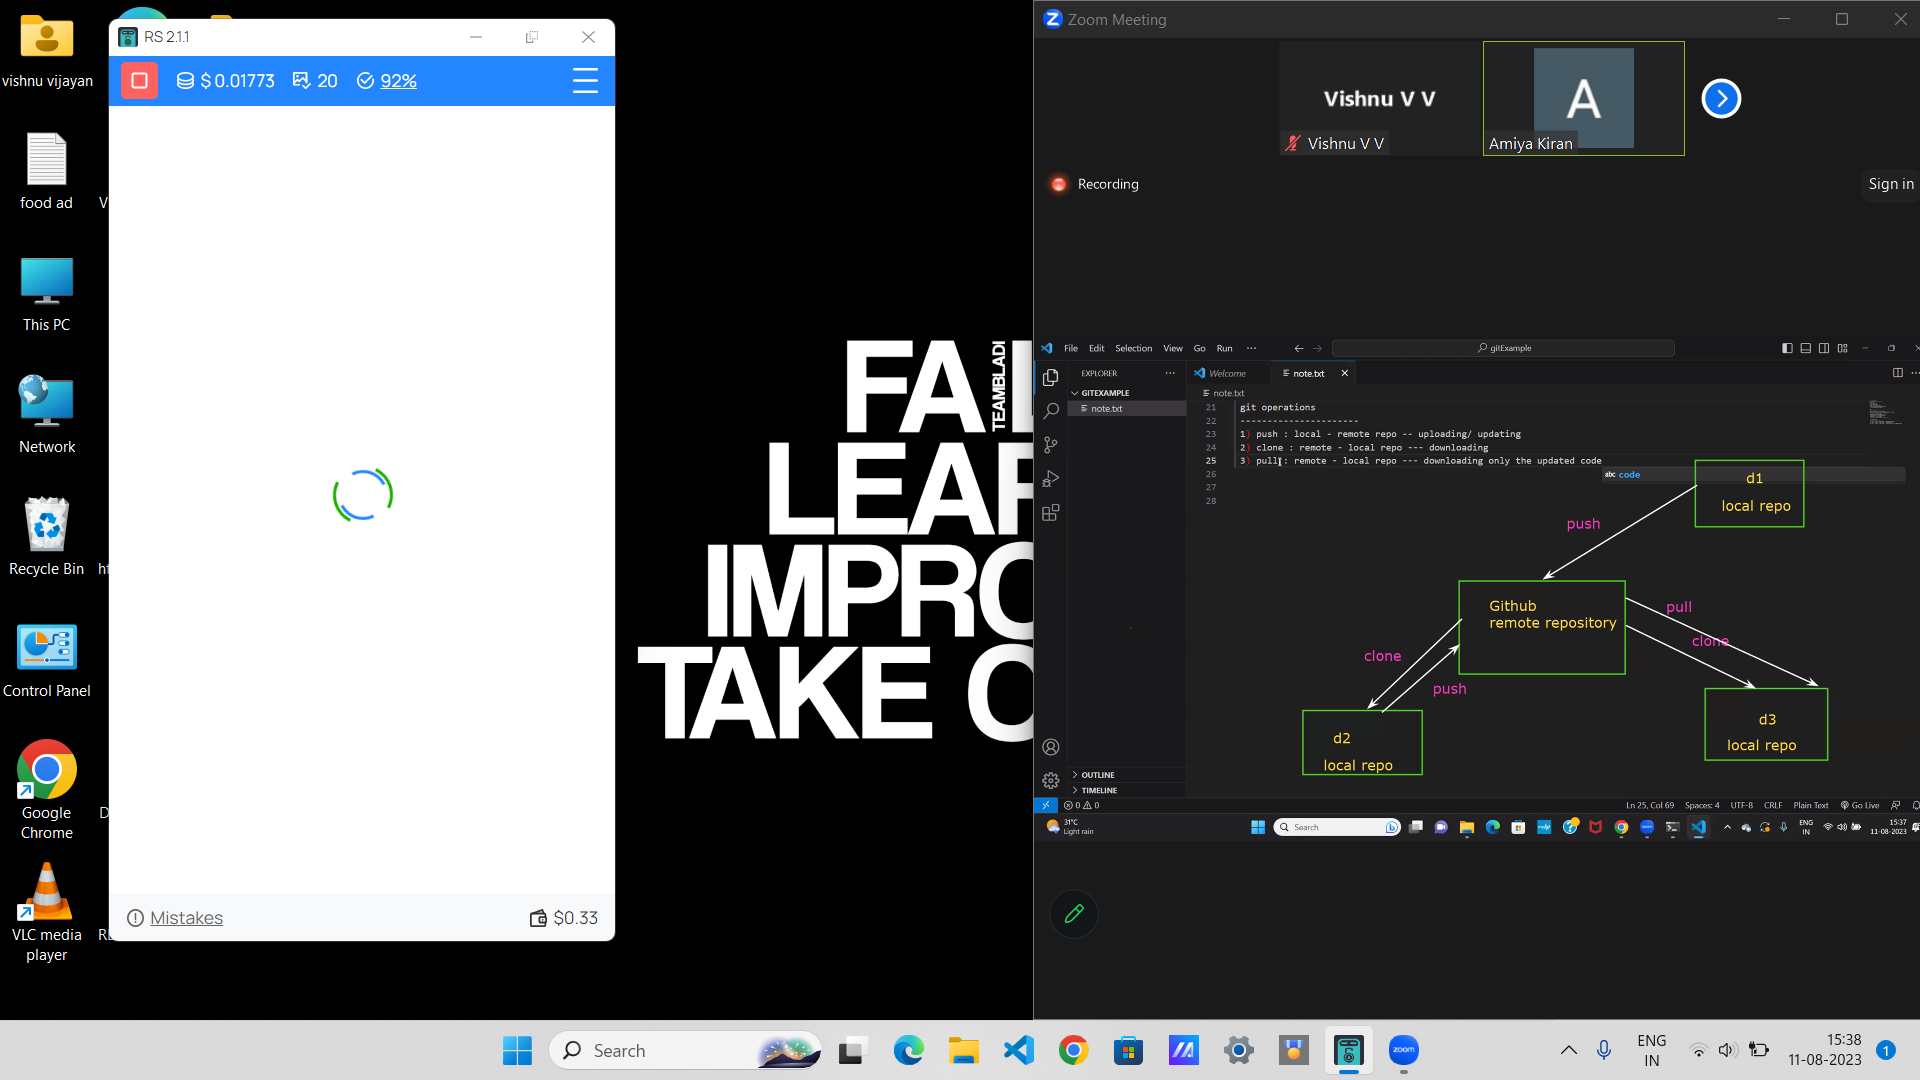 vishnu vijayan
food ad
This PC
Network
Recycle Bin
Control Panel
Google
Chrome
VLC media
player
RS 2.1.1
$ 0.01773
20
92%
Mistakes
$0.33
FA
TEAMBLADI
LEAR
IMPRO
TAKE C
Zoom Meeting
Vishnu V V
Vishnu V V
A
Amiya Kiran
Recording
Sign in
File Edit Selection View Go Run ···
gitExample
EXPLORER
Welcome
note.txt
GITEXAMPLE
note.txt
note.txt
21 git operations
22 ----------------------
23 1) push : local - remote repo -- uploading/ updating
24 2) clone : remote - local repo --- downloading
25 3) pull : remote - local repo --- downloading only the updated code
26
27
28
abc code
d1
local repo
push
Github
remote repository
pull
clone
clone
push
d2
local repo
d3
local repo
OUTLINE
TIMELINE
0 0
Ln 25, Col 69 Spaces: 4 UTF-8 CRLF Plain Text Go Live
31°C
Light rain
Search
ENG
IN
15:37
11-08-2023
Search
zoom
ENG
IN
15:38
11-08-2023
1